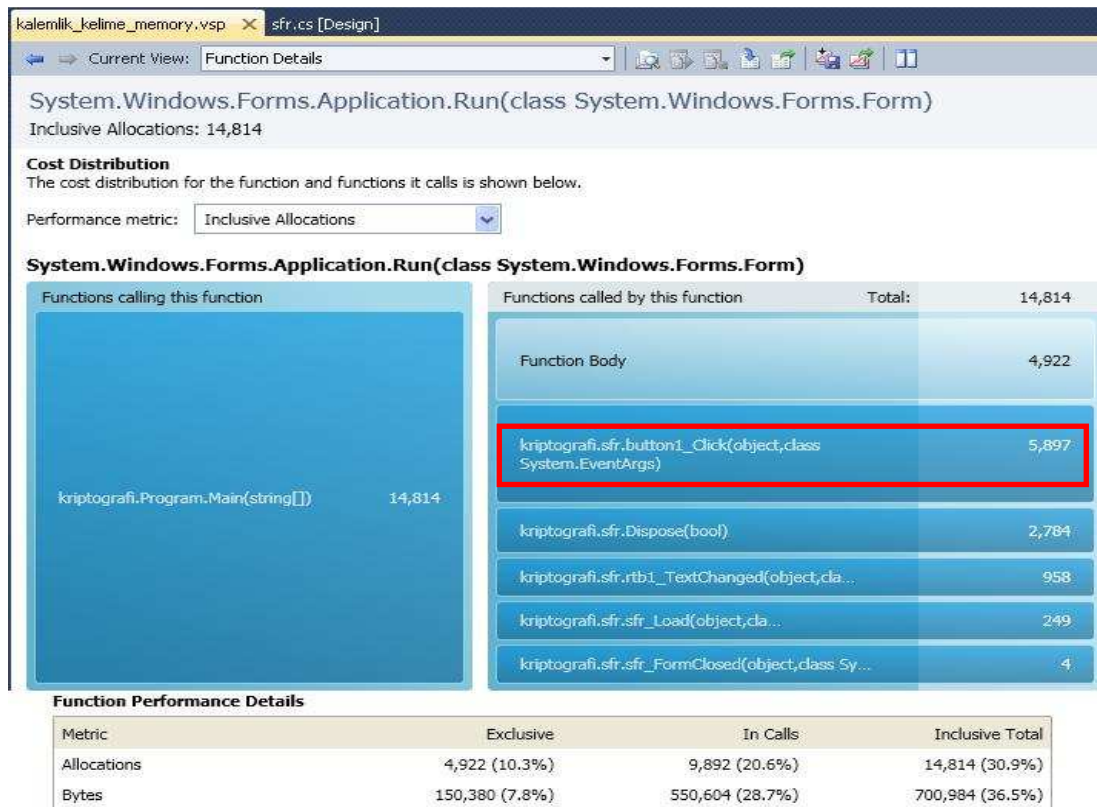 kalemlik_kelime_memory.vsp sfr.cs [Design]
Current View: Function Details
System.Windows.Forms.Application.Run(class System.Windows.Forms.Form)
Inclusive Allocations: 14,814
Cost Distribution
The cost distribution for the function and functions it calls is shown below.
Performance metric: Inclusive Allocations
System.Windows.Forms.Application.Run(class System.Windows.Forms.Form)
Functions calling this function
kriptografi.Program.Main(string[]) 14,814
Functions called by this function Total: 14,814
Function Body 4,922
kriptografi.sfr.button1_Click(object,class 5,897
System.EventArgs)
kriptografi.sfr.Dispose(bool) 2,784
kriptografi.sfr.rtb1_TextChanged(object,cla... 958
kriptografi.sfr.sfr_Load(object,cla... 249
kriptografi.sfr.sfr_FormClosed(object,class Sy... 4
Function Performance Details
Metric Exclusive In Calls Inclusive Total
Allocations 4,922 (10.3%) 9,892 (20.6%) 14,814 (30.9%)
Bytes 150,380 (7.8%) 550,604 (28.7%) 700,984 (36.5%)